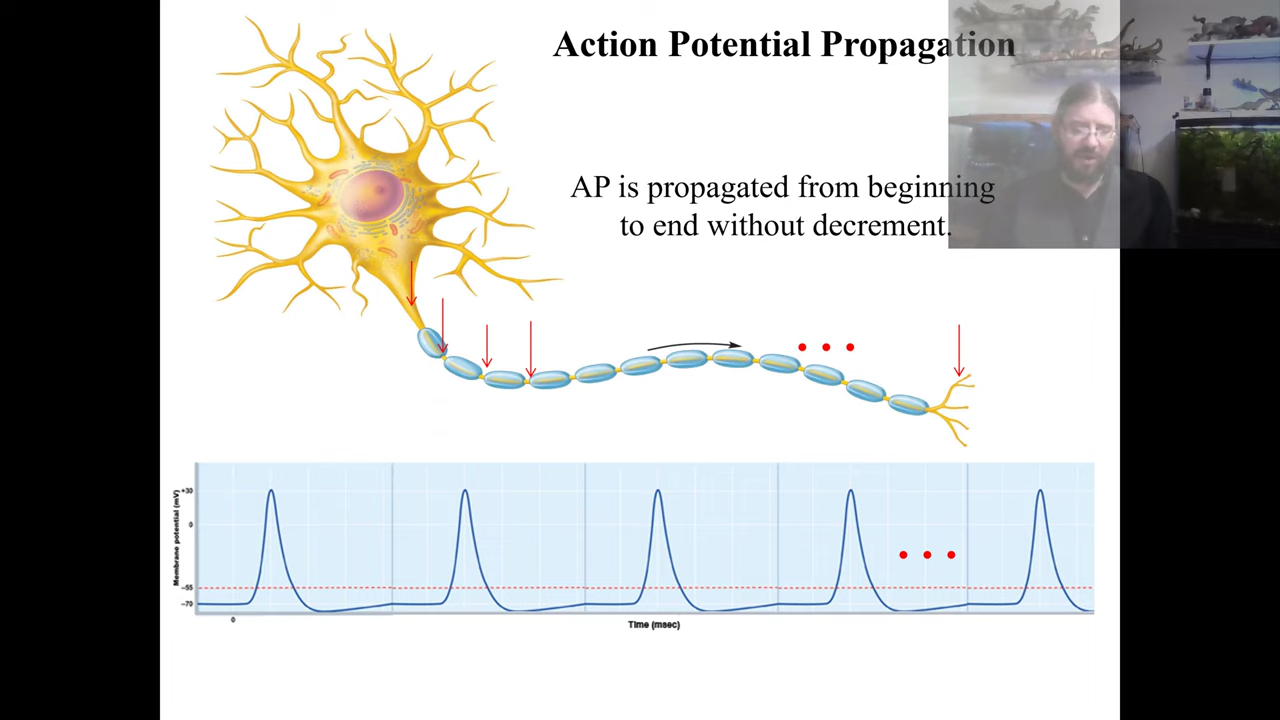 Action Potential Propagation
AP is propagated from beginning
to end without decrement.
Membrane potential (mV)
+30
0
−55
−70
0
Time (msec)